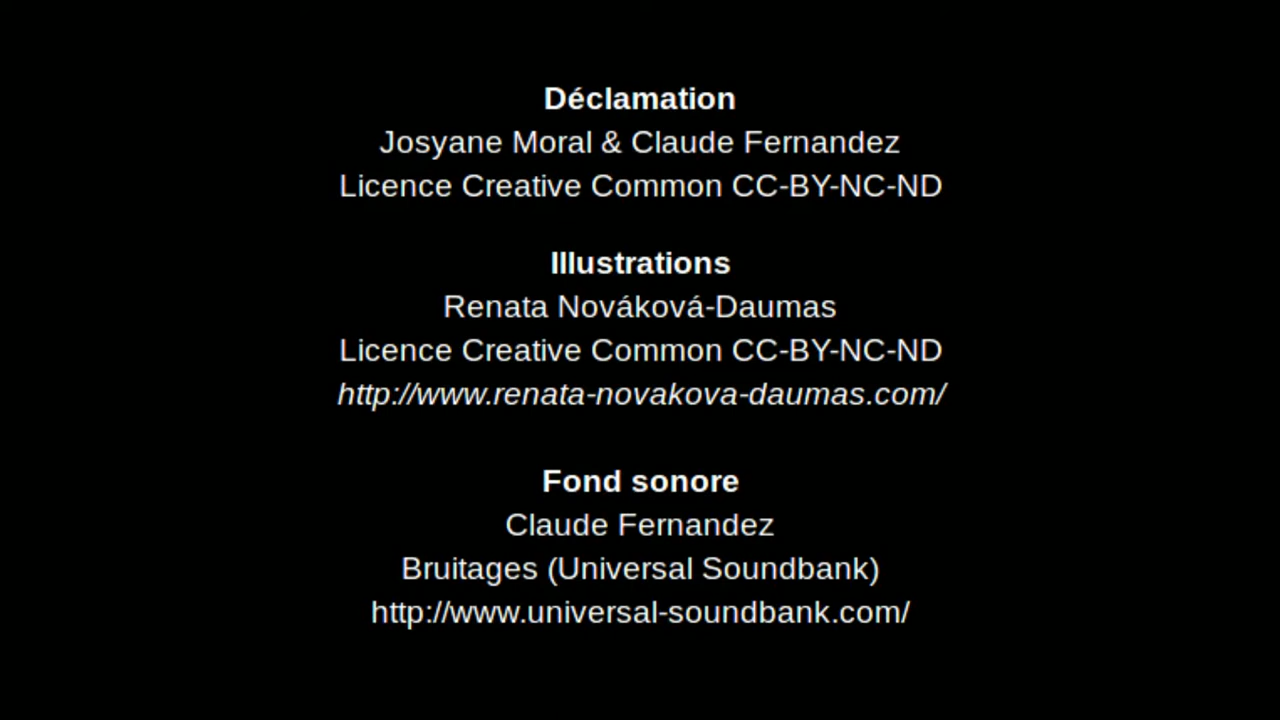 Déclamation
Josyane Moral & Claude Fernandez
Licence Creative Common CC-BY-NC-ND
Illustrations
Renata Nováková-Daumas
Licence Creative Common CC-BY-NC-ND
http://www.renata-novakova-daumas.com/
Fond sonore
Claude Fernandez
Bruitages (Universal Soundbank)
http://www.universal-soundbank.com/